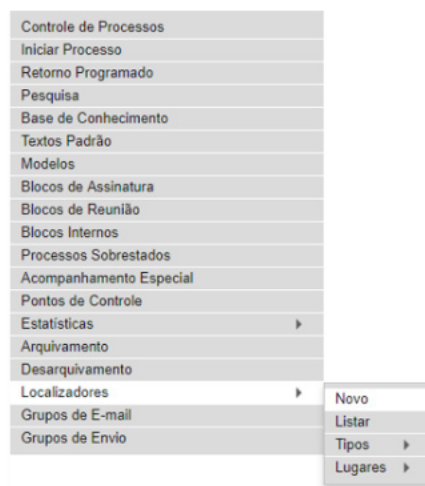 Controle de Processos
Iniciar Processo
Retorno Programado
Pesquisa
Base de Conhecimento
Textos Padrão
Modelos
Blocos de Assinatura
Blocos de Reunião
Blocos Internos
Processos Sobrestados
Acompanhamento Especial
Pontos de Controle
Estatísticas
Arquivamento
Desarquivamento
Localizadores
Grupos de E-mail
Grupos de Envio
Novo
Listar
Tipos
Lugares